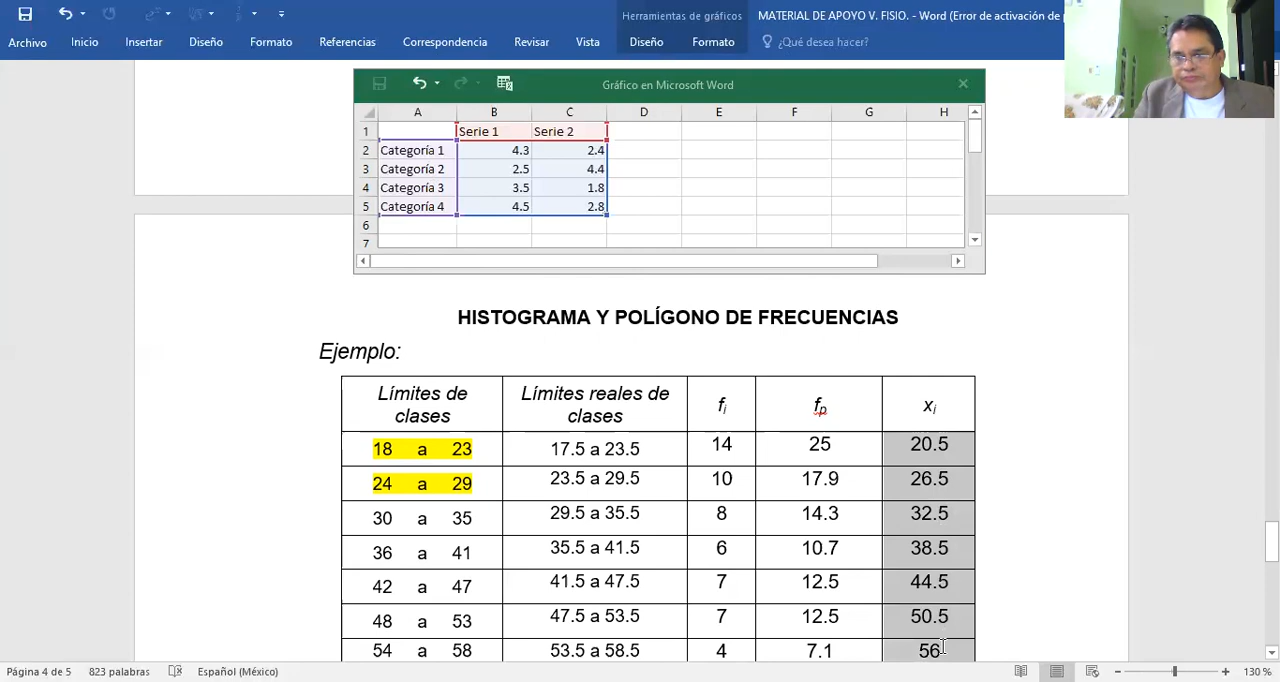 Herramientas de gráficos
MATERIAL DE APOYO V. FISIO. - Word (Error de activación de
Archivo Inicio Insertar Diseño Formato Referencias Correspondencia Revisar Vista Diseño Formato ¿Qué desea hacer?
Gráfico en Microsoft Word
A B C D E F G H
1 Serie 1 Serie 2
2 Categoría 1 4.3 2.4
3 Categoría 2 2.5 4.4
4 Categoría 3 3.5 1.8
5 Categoría 4 4.5 2.8
6
7
HISTOGRAMA Y POLÍGONO DE FRECUENCIAS
Ejemplo:
Límites de clases Límites reales de clases fi fp xi
18 a 23 17.5 a 23.5 14 25 20.5
24 a 29 23.5 a 29.5 10 17.9 26.5
30 a 35 29.5 a 35.5 8 14.3 32.5
36 a 41 35.5 a 41.5 6 10.7 38.5
42 a 47 41.5 a 47.5 7 12.5 44.5
48 a 53 47.5 a 53.5 7 12.5 50.5
54 a 58 53.5 a 58.5 4 7.1 56
Página 4 de 5 823 palabras Español (México) 130 %